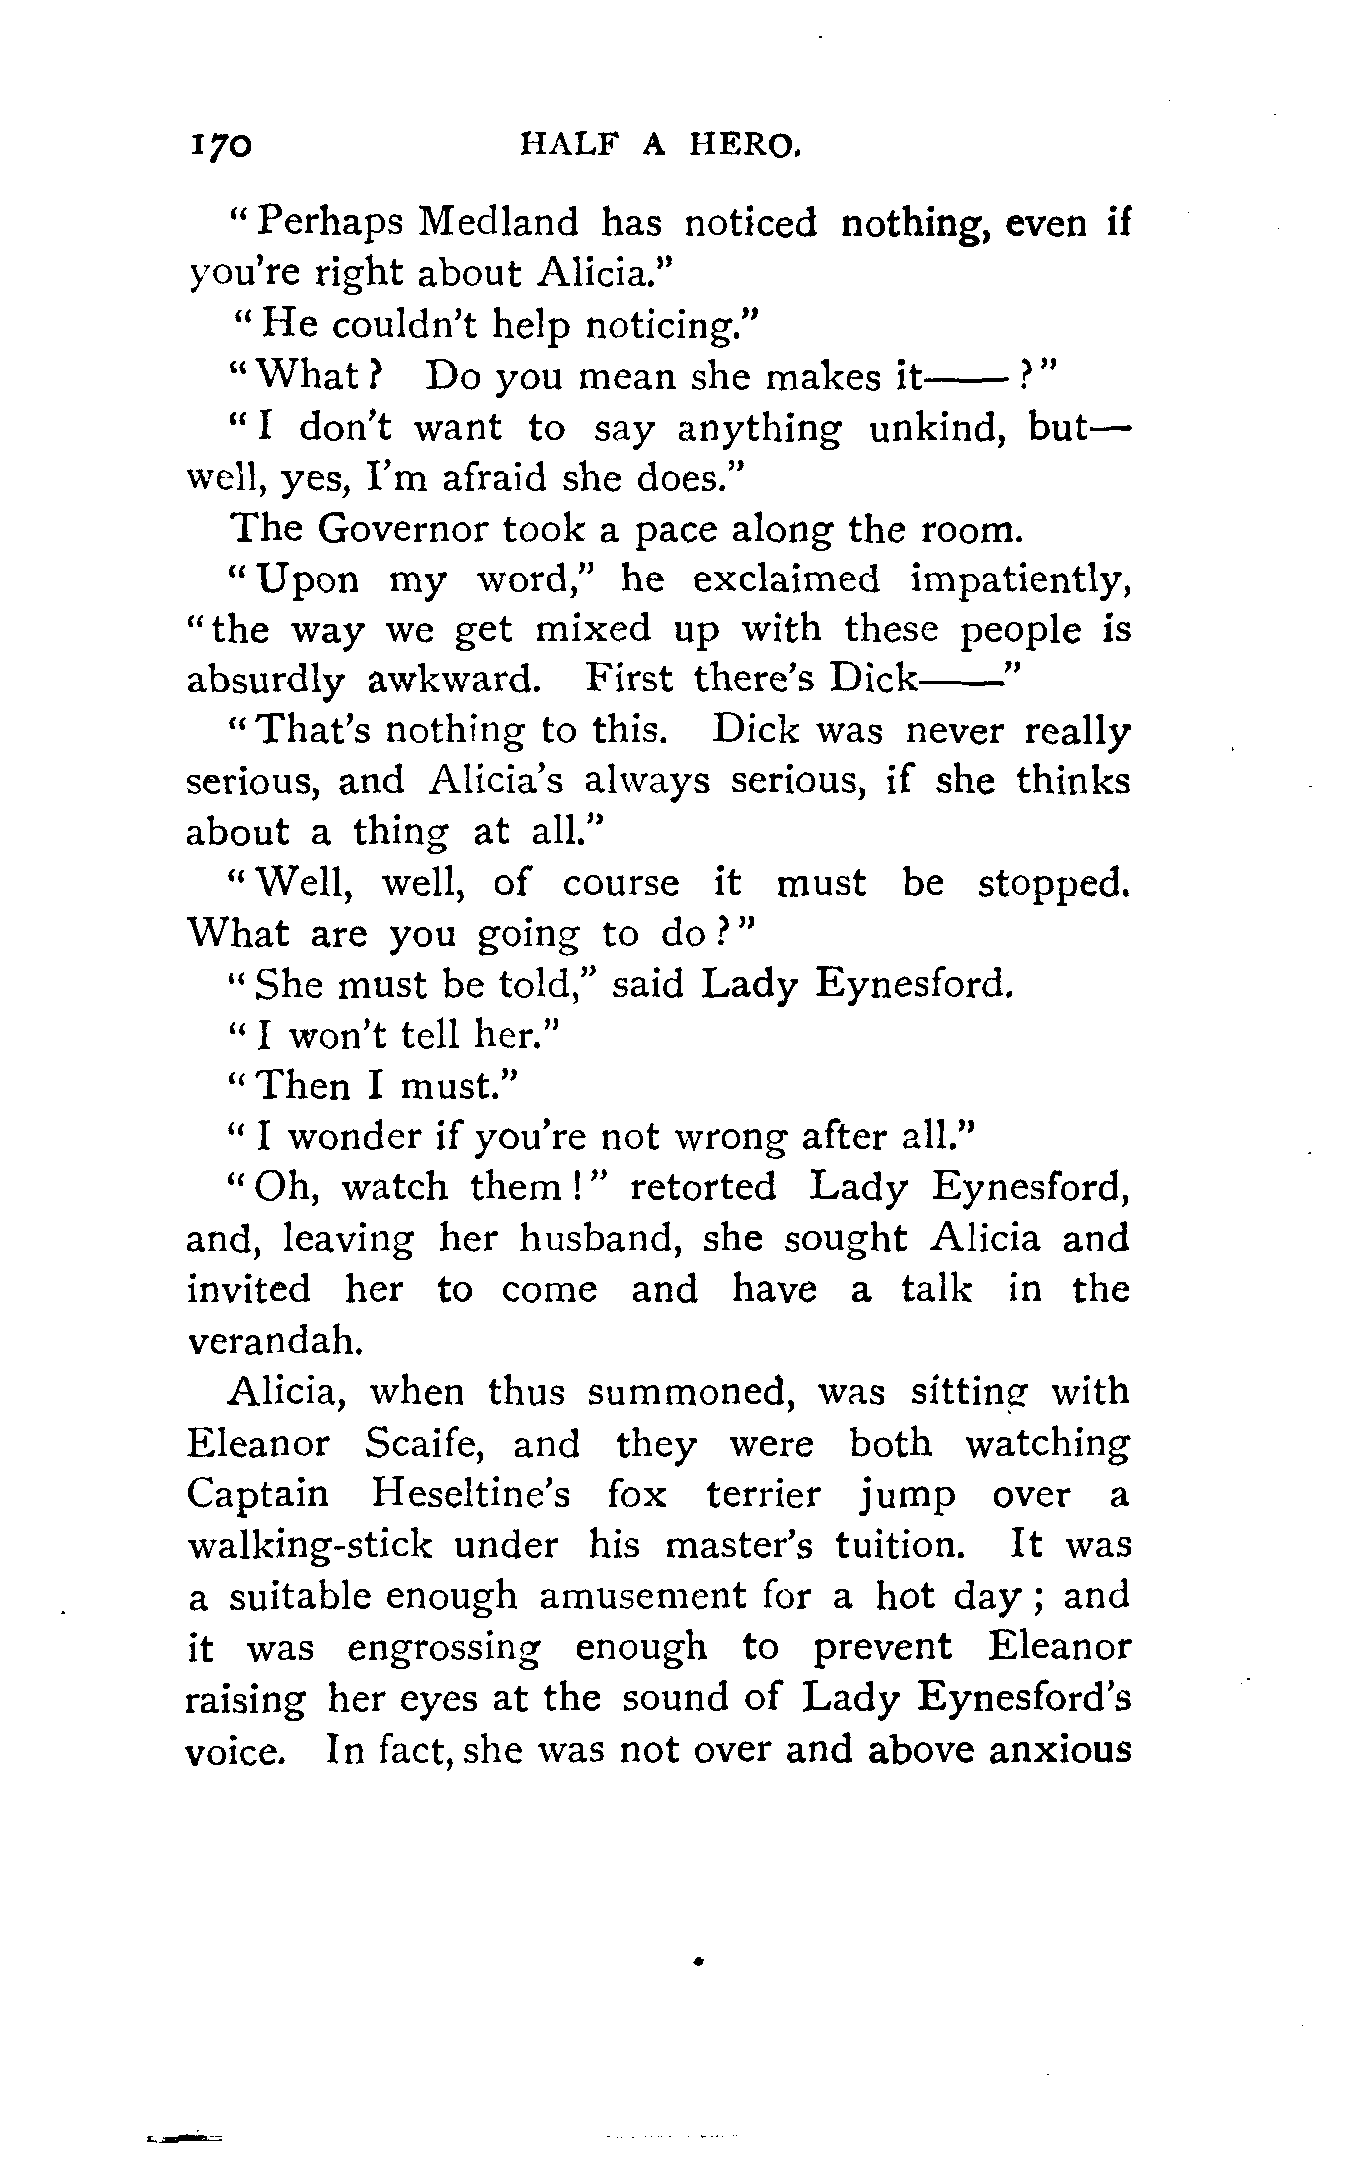 170 HALF A HERO.
"Perhaps Medland has noticed nothing, even if
you're right about Alicia."
"He couldn't help noticing."
"What? Do you mean she makes it——?"
"I don't want to say anything unkind, but—
well, yes, I'm afraid she does."
The Governor took a pace along the room.
"Upon my word," he exclaimed impatiently,
"the way we get mixed up with these people is
absurdly awkward. First there's Dick——"
"That's nothing to this. Dick was never really
serious, and Alicia's always serious, if she thinks
about a thing at all."
"Well, well, of course it must be stopped.
What are you going to do?"
"She must be told," said Lady Eynesford.
"I won't tell her."
"Then I must."
"I wonder if you're not wrong after all."
"Oh, watch them!" retorted Lady Eynesford,
and, leaving her husband, she sought Alicia and
invited her to come and have a talk in the
verandah.
Alicia, when thus summoned, was sitting with
Eleanor Scaife, and they were both watching
Captain Heseltine's fox terrier jump over a
walking-stick under his master's tuition. It was
a suitable enough amusement for a hot day; and
it was engrossing enough to prevent Eleanor
raising her eyes at the sound of Lady Eynesford's
voice. In fact, she was not over and above anxious